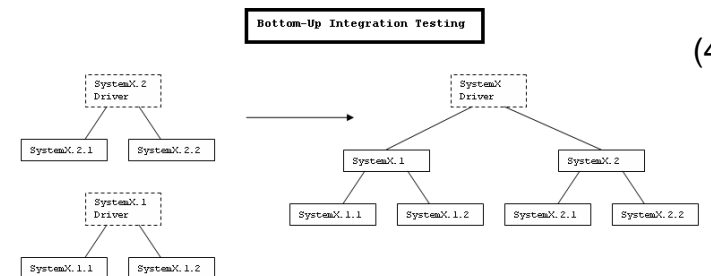 Bottom-Up Integration Testing
(4
SystemX.2
Driver
SystemX.2.1
SystemX.2.2
SystemX.1
Driver
SystemX.1.1
SystemX.1.2
SystemX
Driver
SystemX.1
SystemX.2
SystemX.1.1
SystemX.1.2
SystemX.2.1
SystemX.2.2